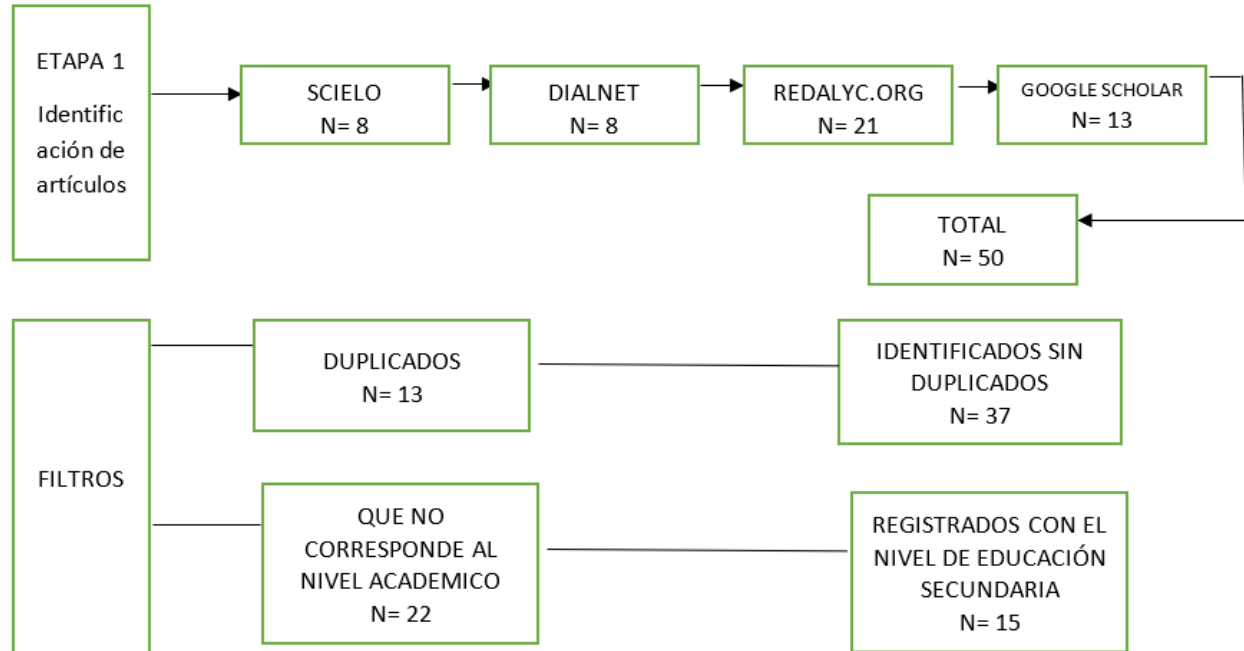 ETAPA 1
Identific
ación de
artículos
SCIELO
N= 8
DIALNET
N= 8
REDALYC.ORG
N= 21
GOOGLE SCHOLAR
N= 13
TOTAL
N= 50
FILTROS
DUPLICADOS
N= 13
IDENTIFICADOS SIN
DUPLICADOS
N= 37
QUE NO
CORRESPONDE AL
NIVEL ACADEMICO
N= 22
REGISTRADOS CON EL
NIVEL DE EDUCACIÓN
SECUNDARIA
N= 15